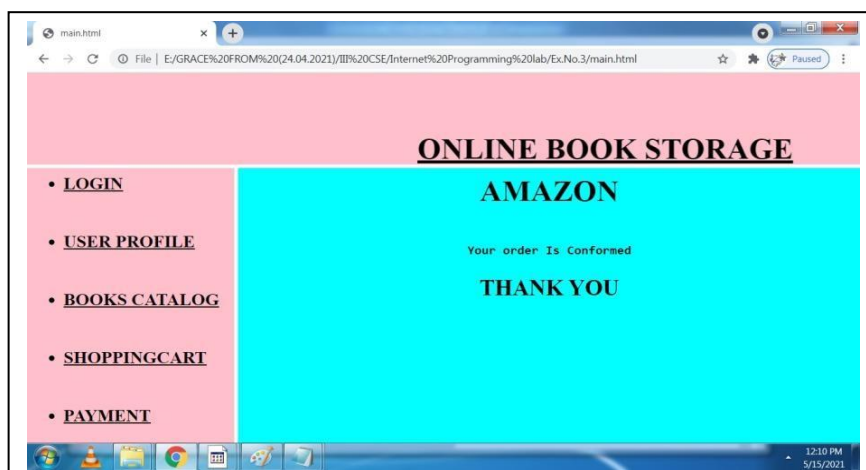 main.html
File | E:/GRACE%20FROM%20(24.04.2021)/III%20CSE/Internet%20Programming%20lab/Ex.No.3/main.html
Paused
ONLINE BOOK STORAGE
• LOGIN
• USER PROFILE
• BOOKS CATALOG
• SHOPPINGCART
• PAYMENT
AMAZON
Your order Is Conformed
THANK YOU
12:10 PM
5/15/2021